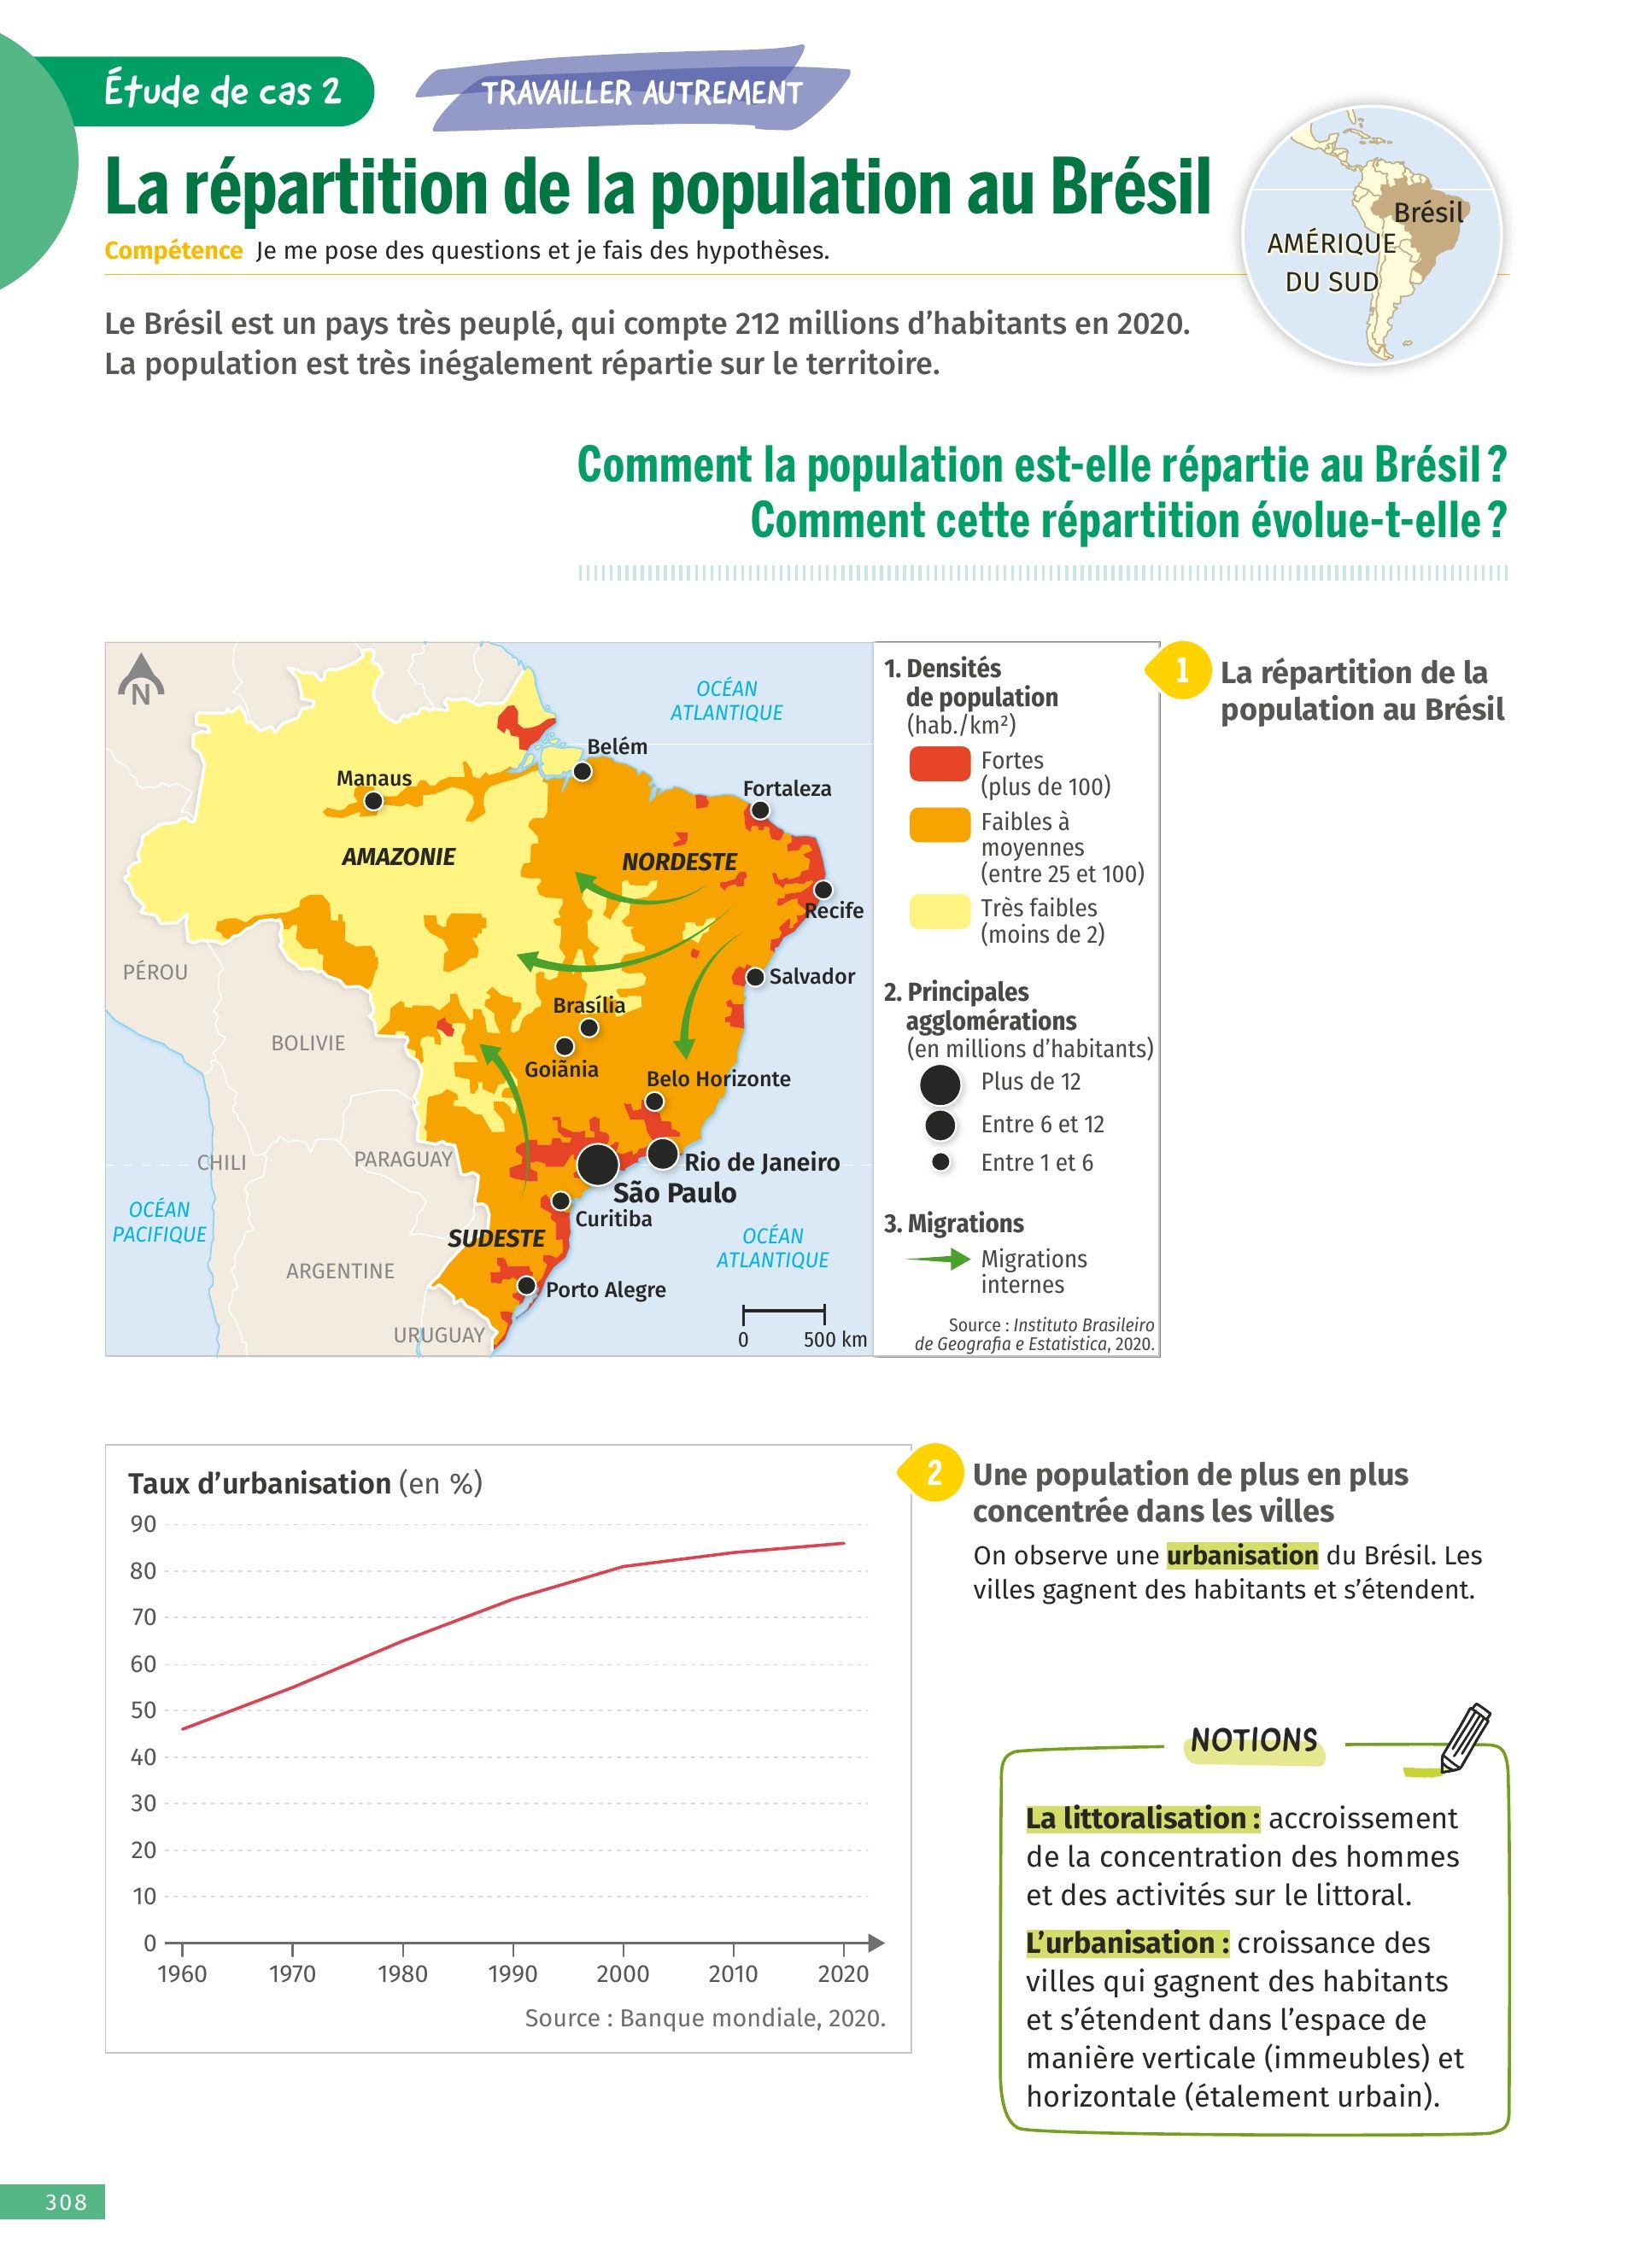 Étude de cas 2
TRAVAILLER AUTREMENT
La répartition de la population au Brésil
Compétence Je me pose des questions et je fais des hypothèses.
Brésil
AMÉRIQUE
DU SUD
Le Brésil est un pays très peuplé, qui compte 212 millions d’habitants en 2020.
La population est très inégalement répartie sur le territoire.
Comment la population est-elle répartie au Brésil ?
Comment cette répartition évolue-t-elle ?
1
La répartition de la
population au Brésil
N
OCÉAN
ATLANTIQUE
Belém
Manaus
Fortaleza
AMAZONIE
NORDESTE
Recife
PÉROU
Salvador
Brasília
BOLIVIE
Goiãnia
Belo Horizonte
CHILI
PARAGUAY
Rio de Janeiro
São Paulo
OCÉAN
PACIFIQUE
Curitiba
SUDESTE
OCÉAN
ATLANTIQUE
ARGENTINE
Porto Alegre
URUGUAY
0 500 km
1. Densités
de population
(hab./km²)
Fortes
(plus de 100)
Faibles à
moyennes
(entre 25 et 100)
Très faibles
(moins de 2)
2. Principales
agglomérations
(en millions d’habitants)
Plus de 12
Entre 6 et 12
Entre 1 et 6
3. Migrations
Migrations
internes
Source : Instituto Brasileiro
de Geografia e Estatistica, 2020.
Taux d’urbanisation (en %)
90
80
70
60
50
40
30
20
10
0
1960 1970 1980 1990 2000 2010 2020
Source : Banque mondiale, 2020.
2
Une population de plus en plus
concentrée dans les villes
On observe une urbanisation du Brésil. Les
villes gagnent des habitants et s’étendent.
NOTIONS
La littoralisation : accroissement
de la concentration des hommes
et des activités sur le littoral.
L’urbanisation : croissance des
villes qui gagnent des habitants
et s’étendent dans l’espace de
manière verticale (immeubles) et
horizontale (étalement urbain).
308